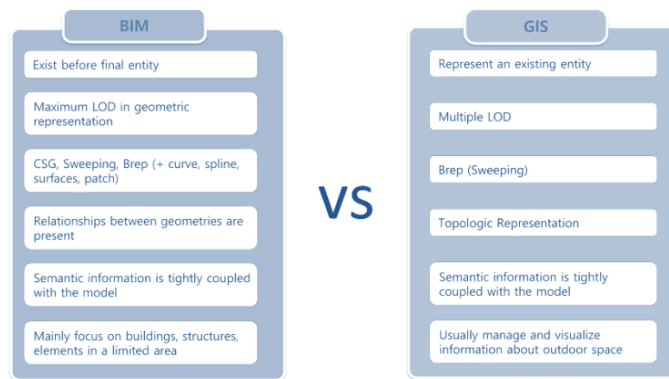 BIM
Exist before final entity
Maximum LOD in geometric
representation
CSG, Sweeping, Brep (+ curve, spline,
surfaces, patch)
Relationships between geometries are
present
Semantic information is tightly coupled
with the model
Mainly focus on buildings, structures,
elements in a limited area
VS
GIS
Represent an existing entity
Multiple LOD
Brep (Sweeping)
Topologic Representation
Semantic information is tightly
coupled with the model
Usually manage and visualize
information about outdoor space